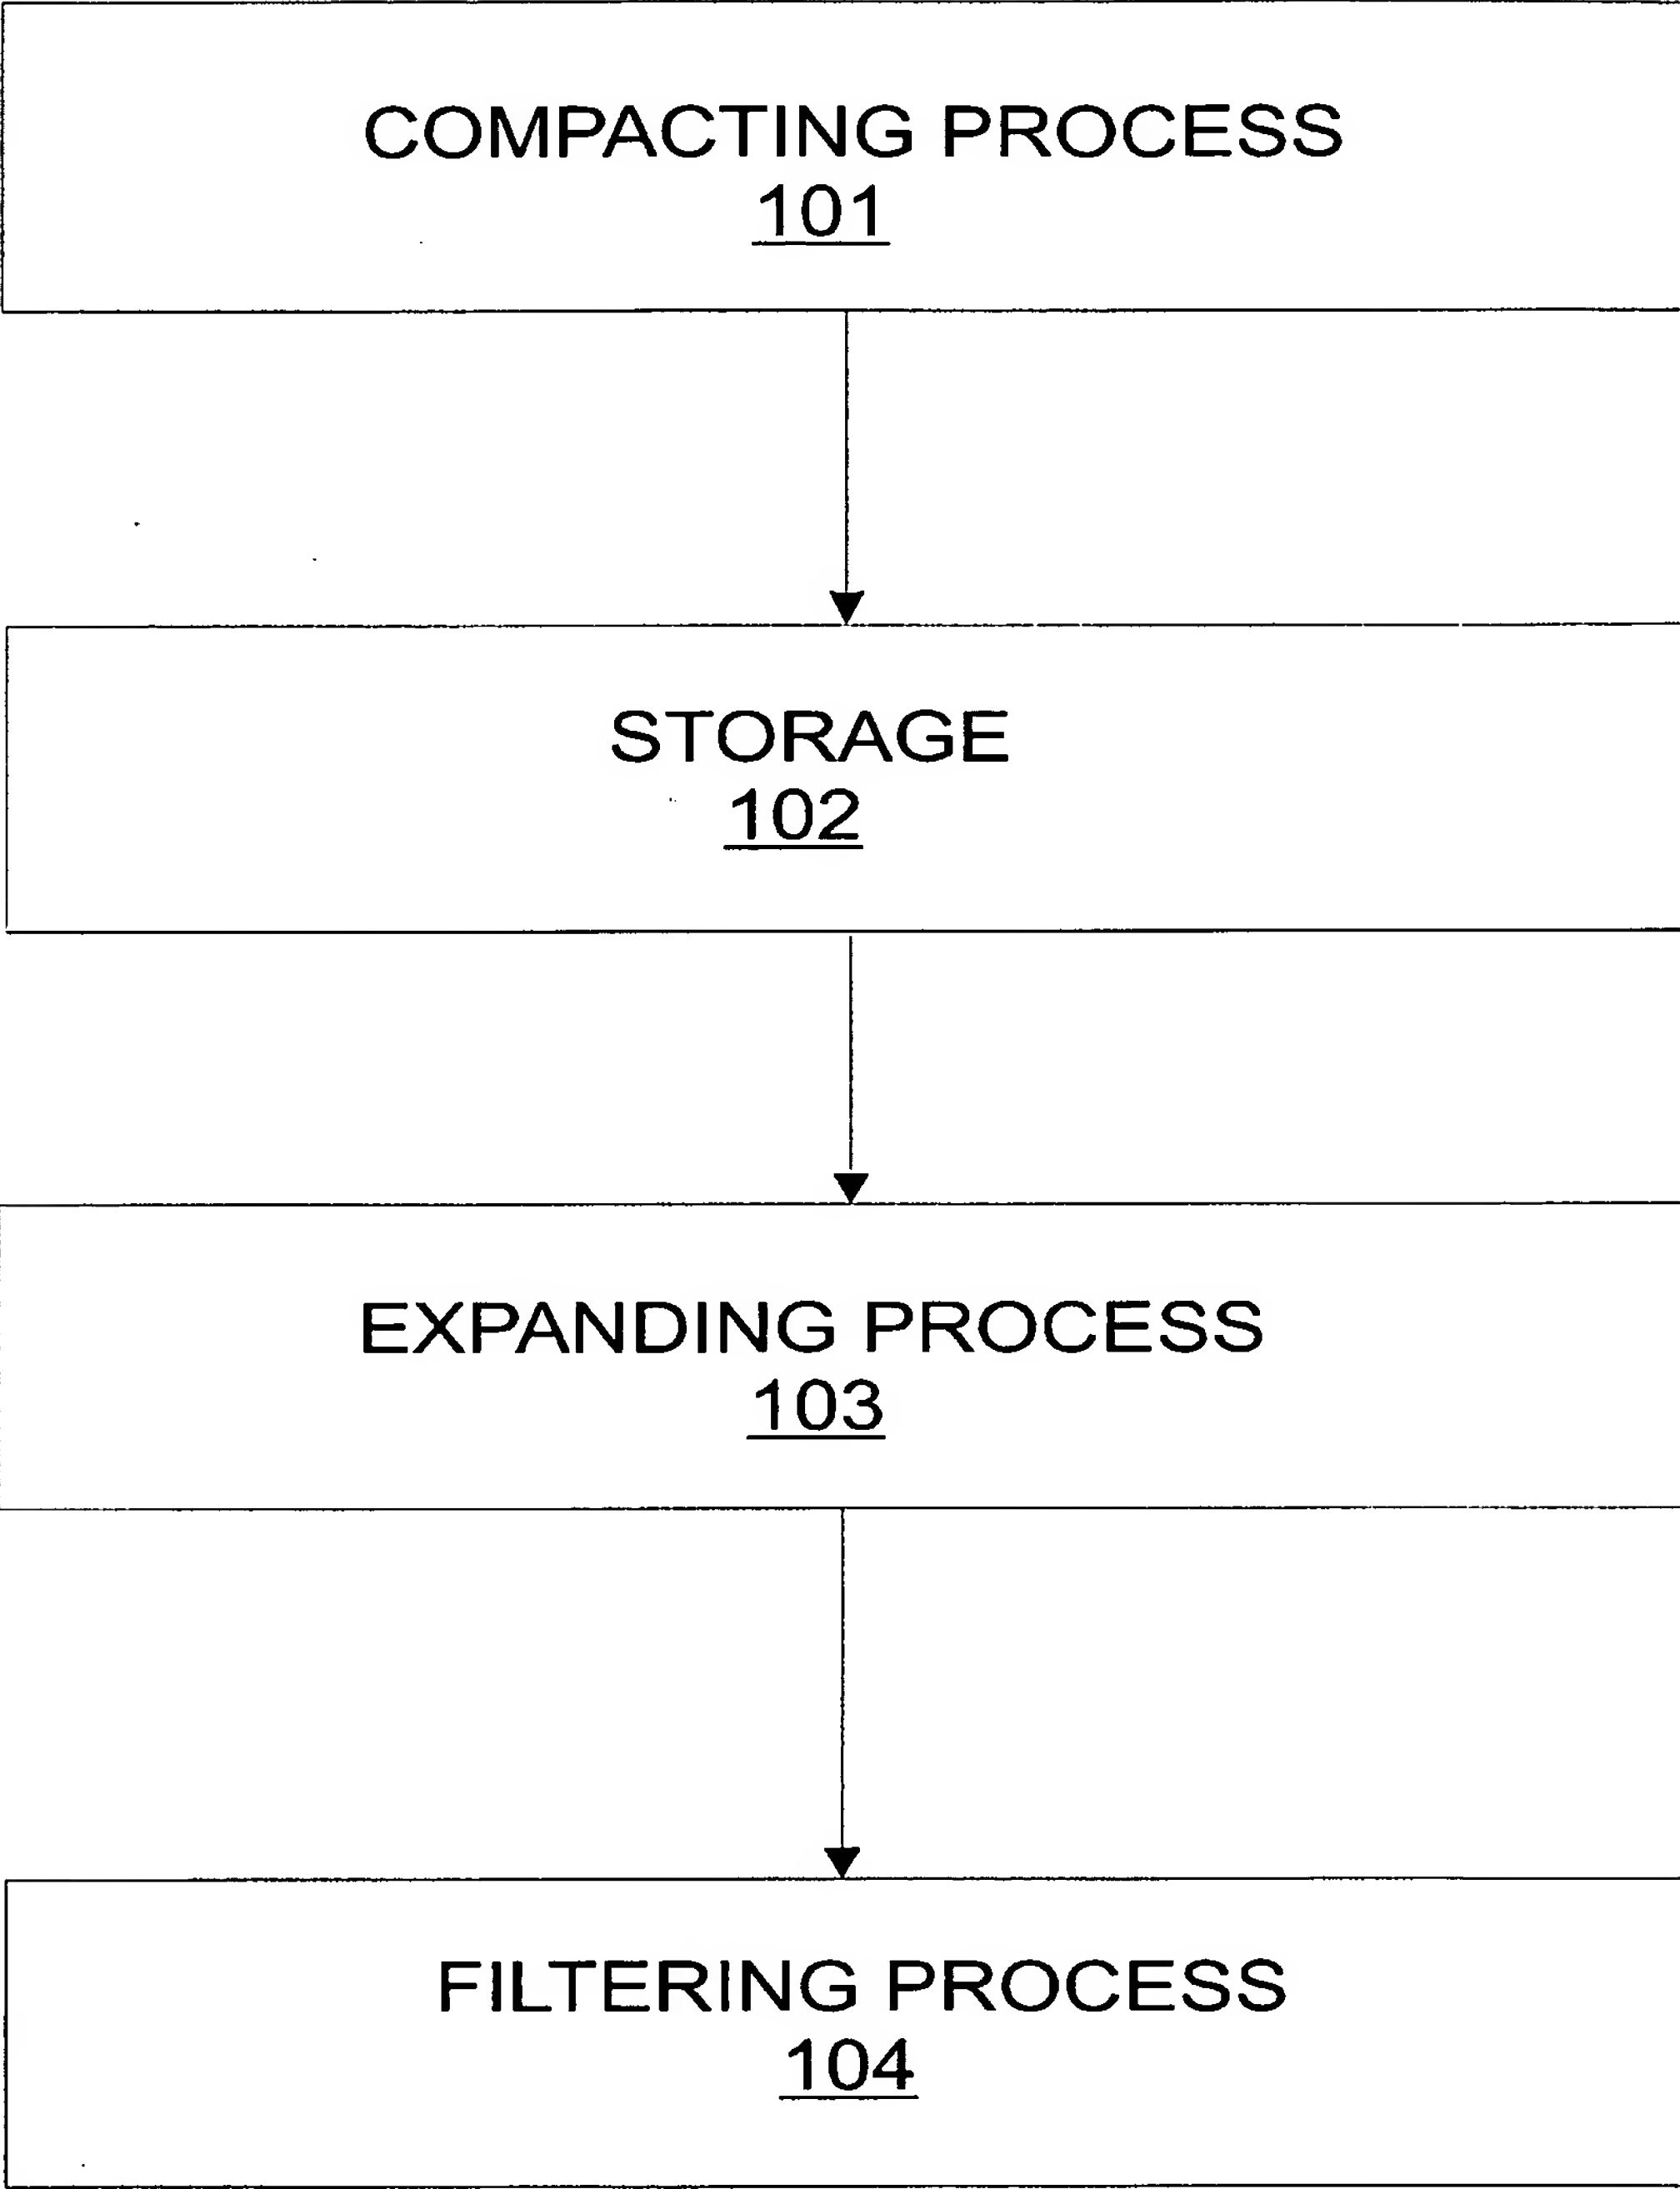 COMPACTING PROCESS
101
STORAGE
102
EXPANDING PROCESS
103
FILTERING PROCESS
104